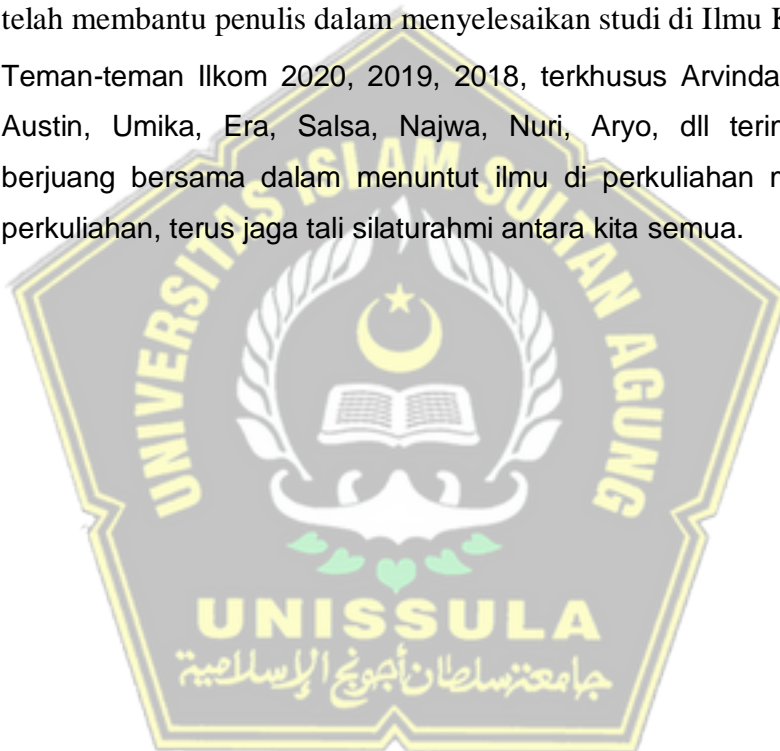 telah membantu penulis dalam menyelesaikan studi di Ilmu
Teman-teman Ilkom 2020, 2019, 2018, terkhusus Arvinda
Austin, Umika, Era, Salsa, Najwa, Nuri, Aryo, dll
berjuang bersama dalam menuntut ilmu di perkuliahan
perkuliahan, terus jaga tali silaturahmi antara kita semua.
UNIVERSITAS ISLAM SULTAN AGUNG
UNISSULA
جامعة سلطان أجونج الإسلامية